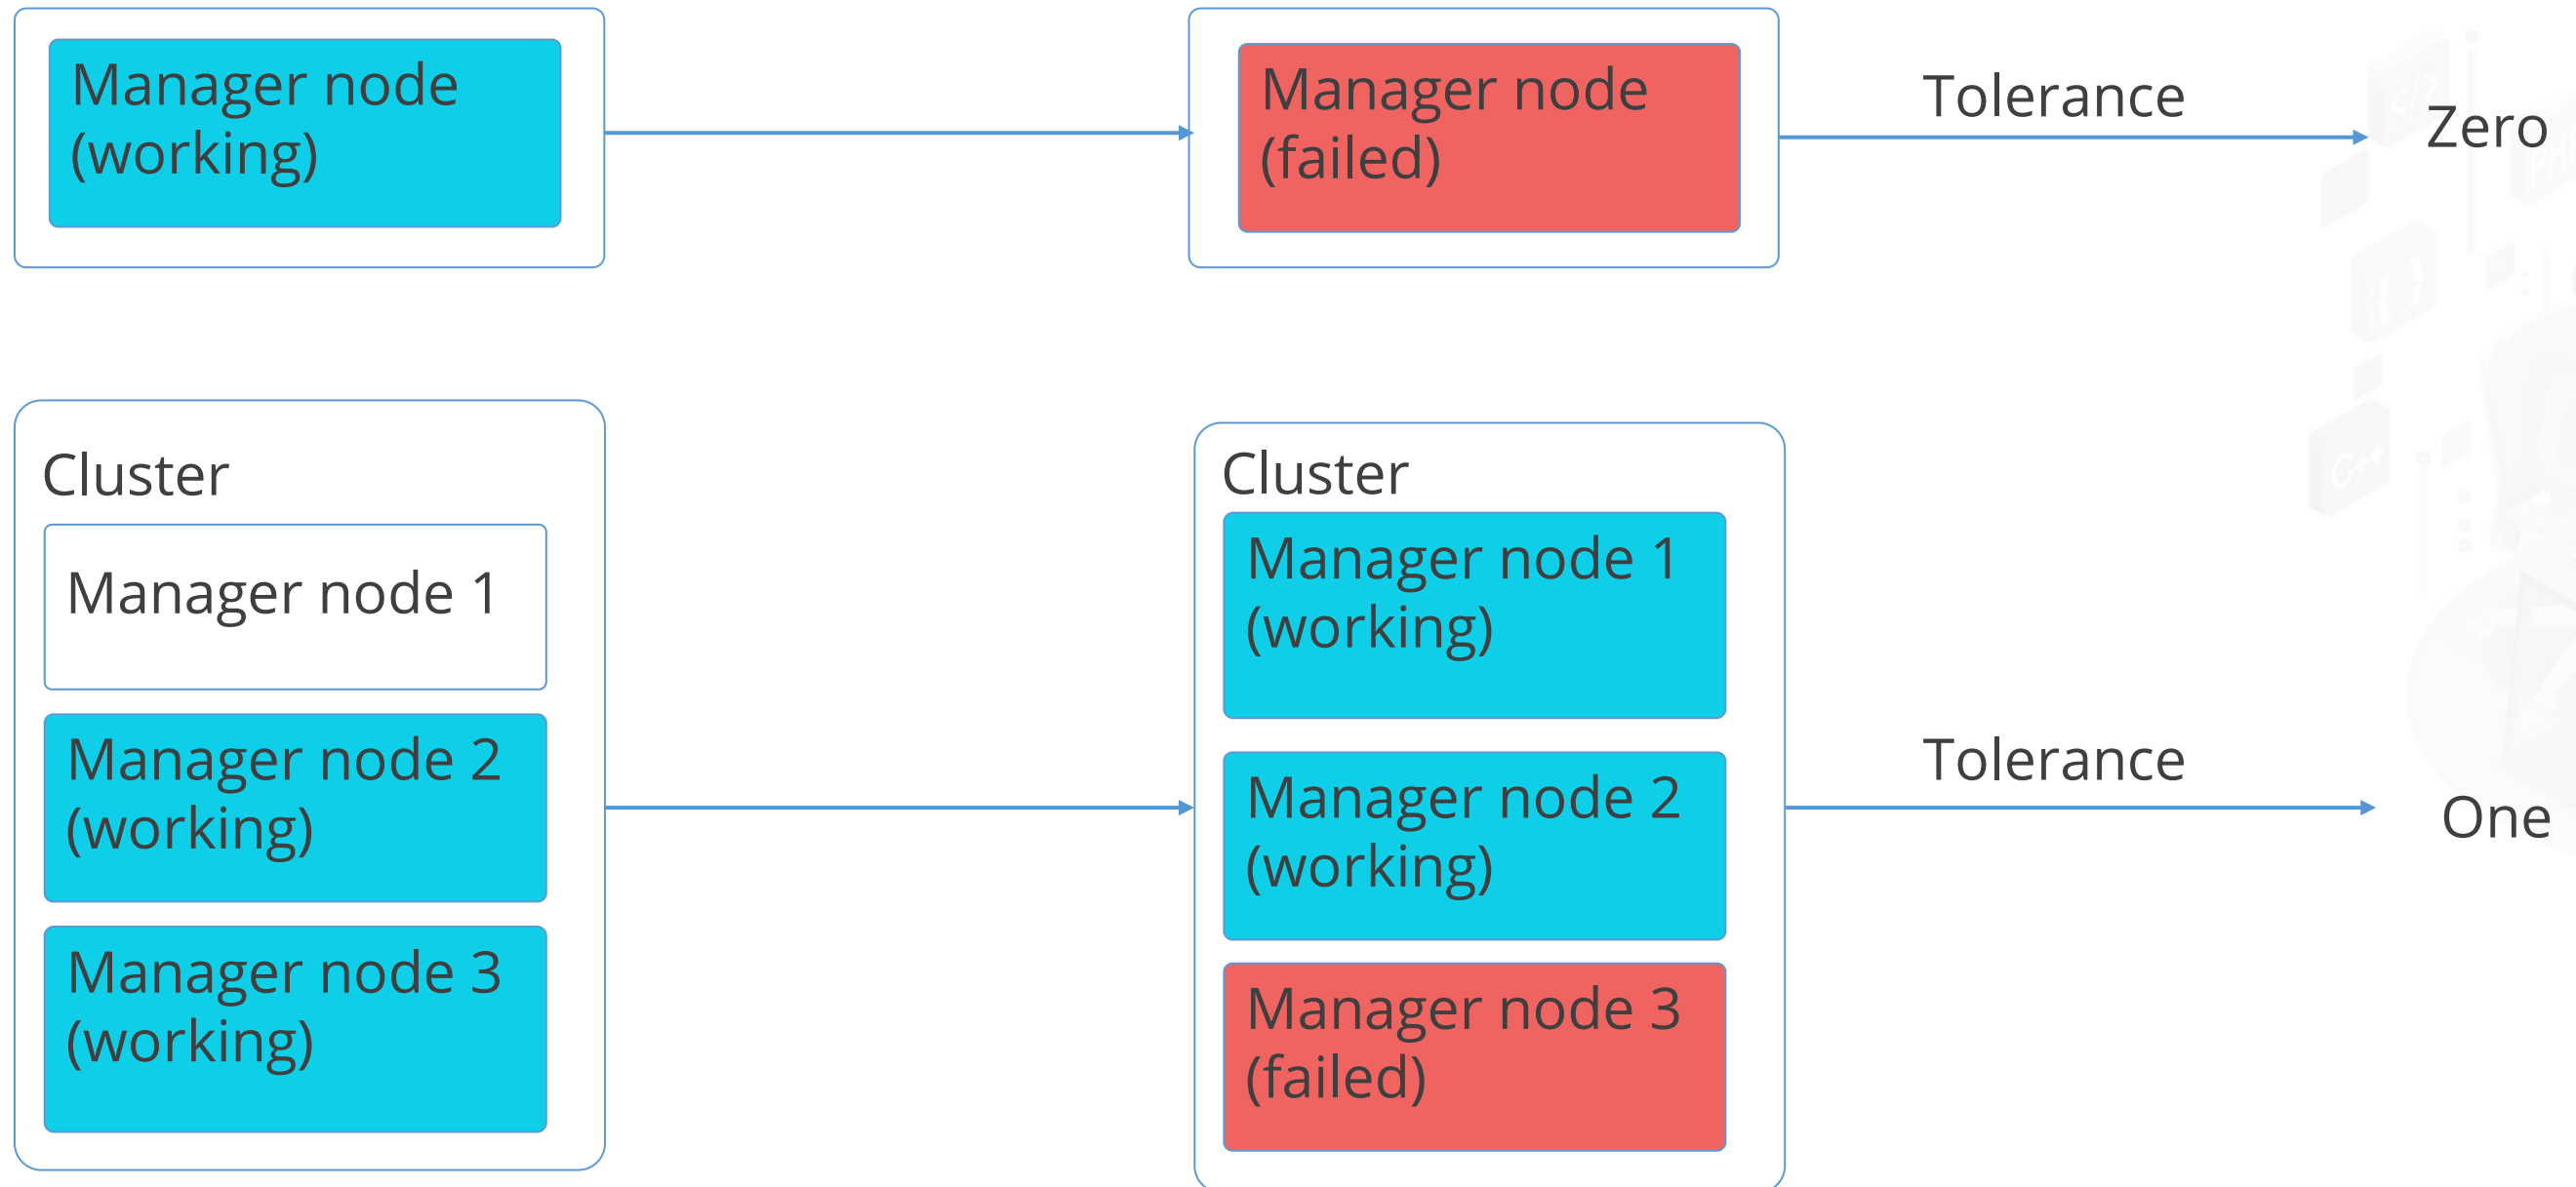 Manager node
(working)
Manager node
(failed)
Tolerance
Zero
Cluster
Manager node 1
Manager node 2
(working)
Manager node 3
(working)
Cluster
Manager node 1
(working)
Manager node 2
(working)
Manager node 3
(failed)
Tolerance
One